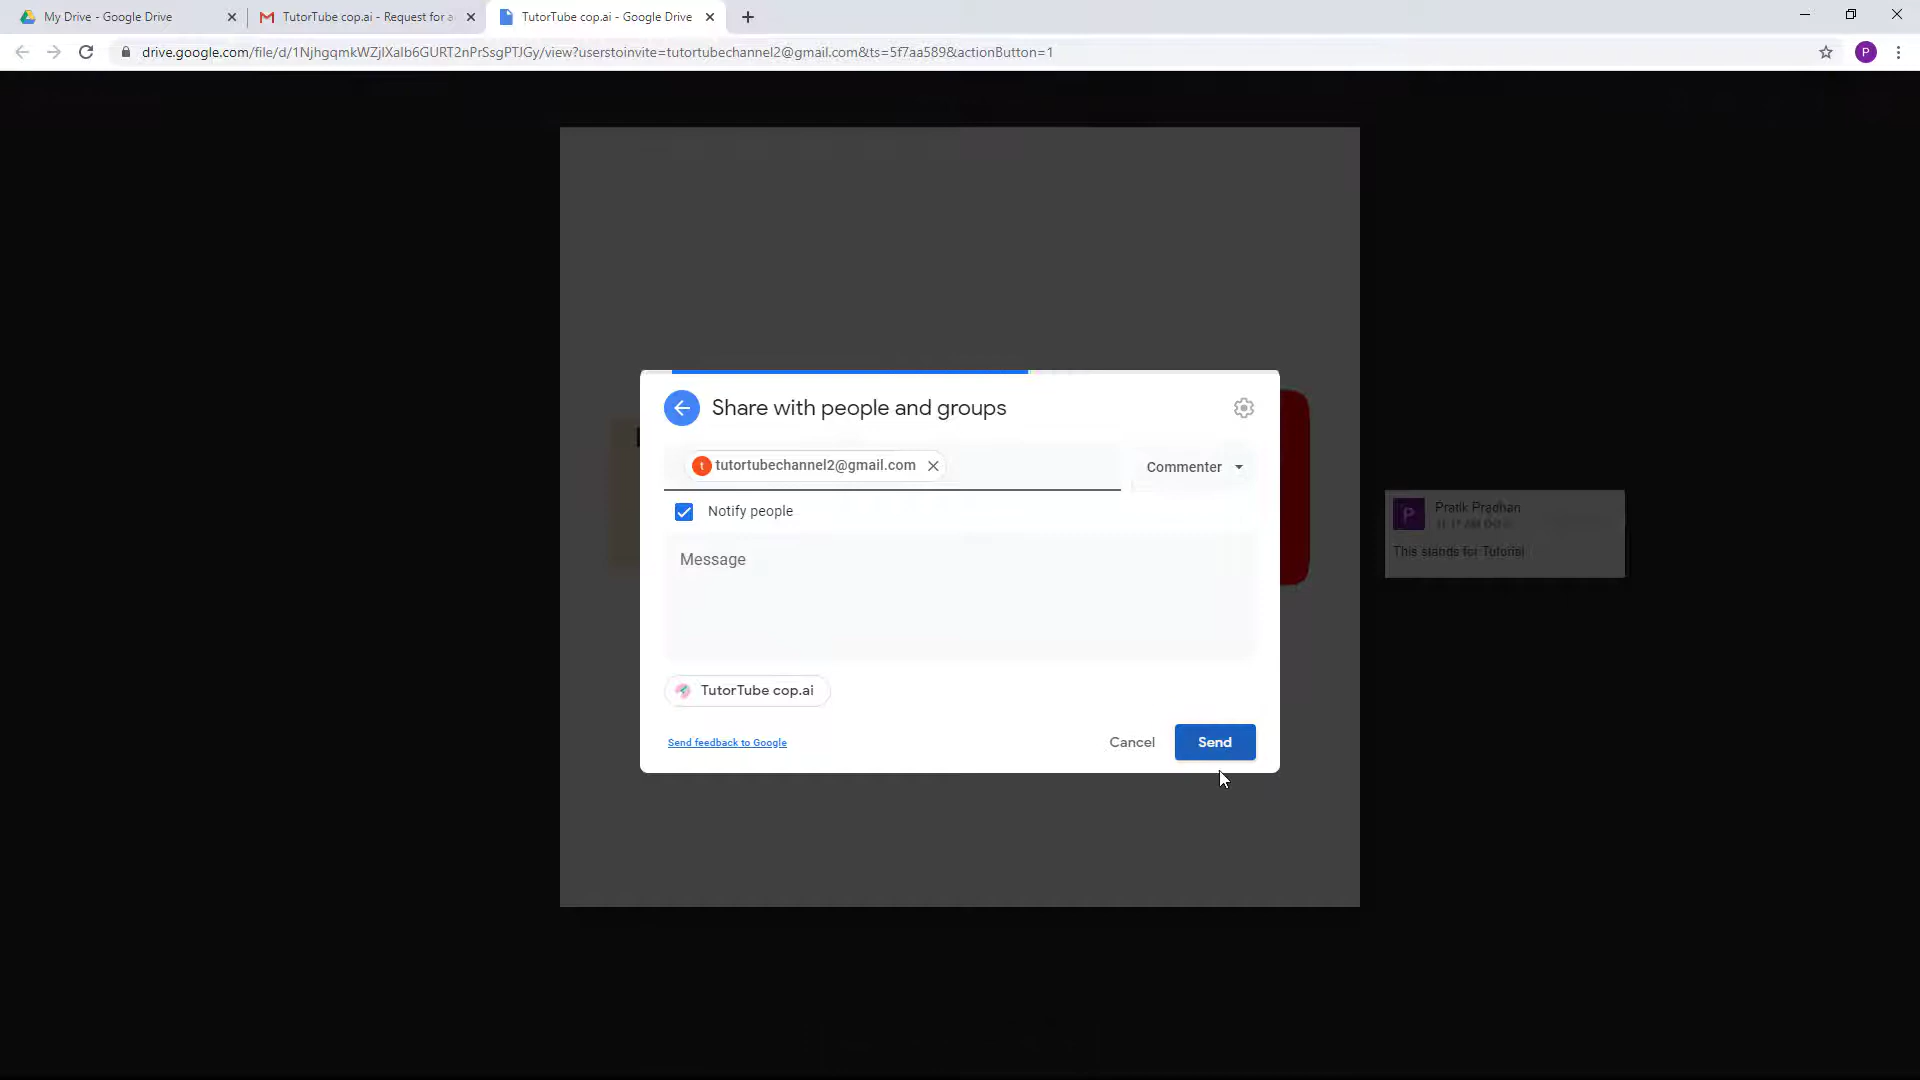 My Drive - Google Drive
TutorTube cop.ai - Request for a
TutorTube cop.ai - Google Drive
drive.google.com/file/d/1NjhgqmkWZjlXalb6GURT2nPrSsgPTJGy/view?userstoinvite=tutortubechannel2@gmail.com&ts=5f7aa589&actionButton=1
P
Share with people and groups
t tutortubechannel2@gmail.com
Commenter
Notify people
P
Pratik Pradhan
This stands for Tutorial
Message
TutorTube cop.ai
Send feedback to Google
Cancel
Send